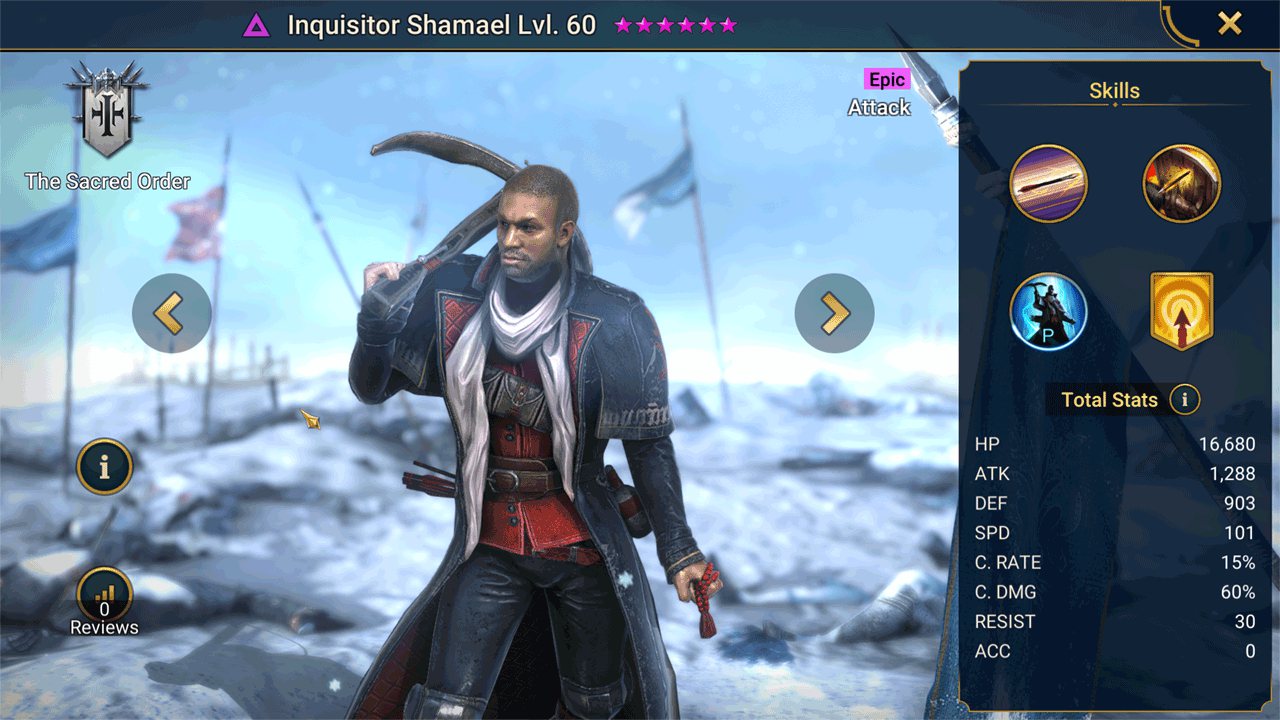 Inquisitor Shamael Lvl. 60
The Sacred Order
Epic
Attack
0
Reviews
Skills
P
Total Stats
HP 16,680
ATK 1,288
DEF 903
SPD 101
C. RATE 15%
C. DMG 60%
RESIST 30
ACC 0